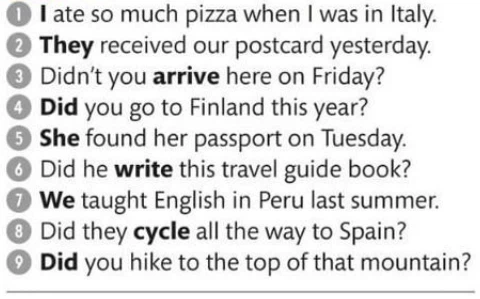 1 I ate so much pizza when I was in Italy.
2 They received our postcard yesterday.
3 Didn't you arrive here on Friday?
4 Did you go to Finland this year?
5 She found her passport on Tuesday.
6 Did he write this travel guide book?
7 We taught English in Peru last summer.
8 Did they cycle all the way to Spain?
9 Did you hike to the top of that mountain?